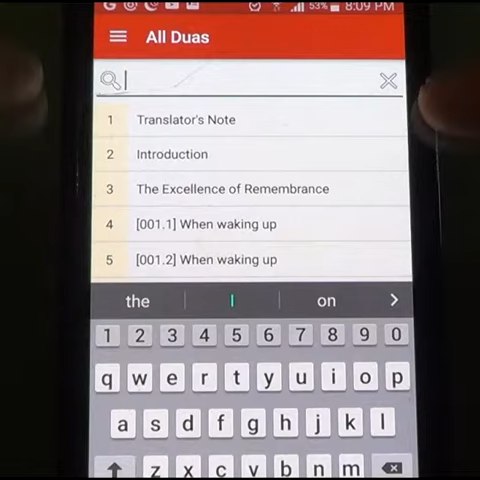 53% 8:09 PM
All Duas
1 Translator's Note
2 Introduction
3 The Excellence of Remembrance
4 [001.1] When waking up
5 [001.2] When waking up
the I on
1 2 3 4 5 6 7 8 9 0
q w e r t y u i o p
a s d f g h j k l
z x c v b n m